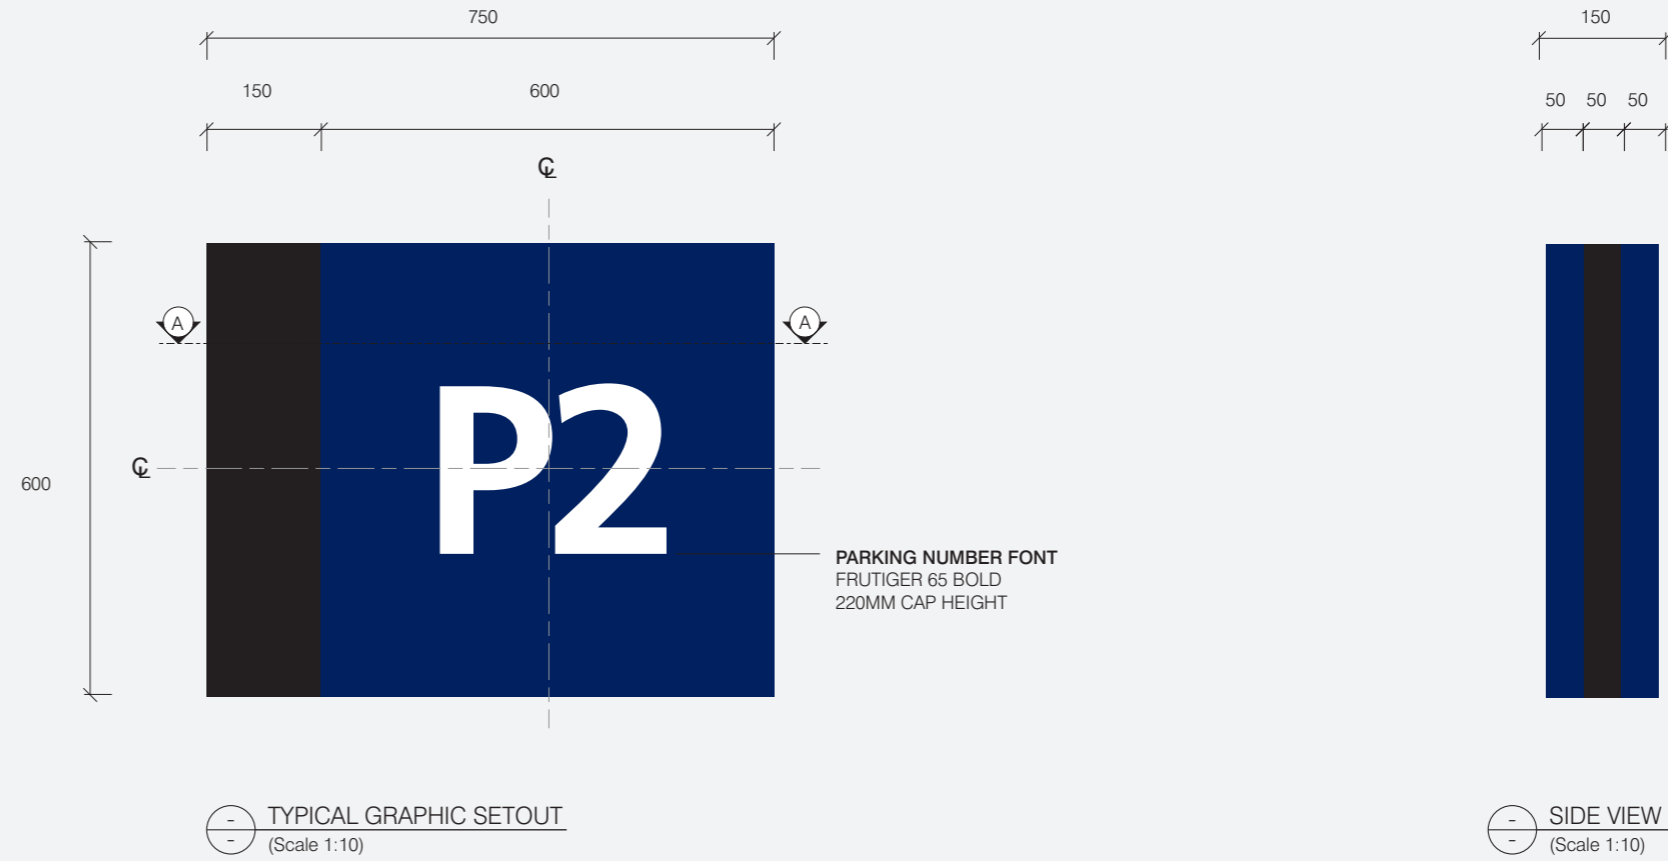 750
150
150 600
50 50 50
℄
A A
P2
℄
600
PARKING NUMBER FONT
FRUTIGER 65 BOLD
220MM CAP HEIGHT
-
-
TYPICAL GRAPHIC SETOUT
(Scale 1:10)
-
-
SIDE VIEW
(Scale 1:10)